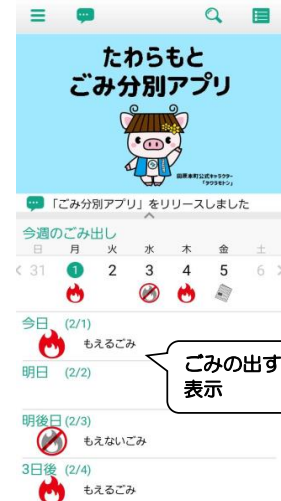 たわらもと
ごみ分別アプリ
田原本町公式キャラクター
「タワラモトン」
「ごみ分別アプリ」をリリースしました
今週のごみ出し
日 月 火 水 木 金 土
< 31 1 2 3 4 5 6 >
今日 (2/1)
もえるごみ
ごみの出す
表示
明日 (2/2)
明後日 (2/3)
もえないごみ
3日後 (2/4)
もえるごみ